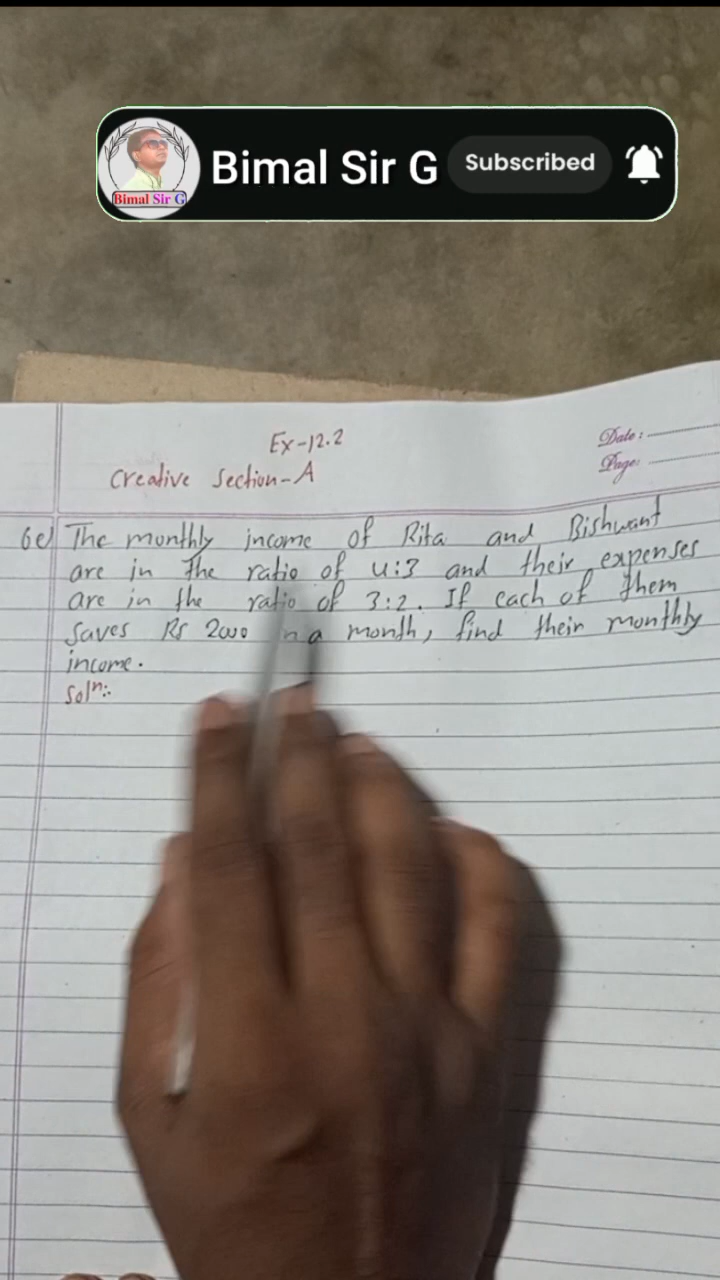 Bimal Sir G Subscribed
Bimal Sir G
Ex-12.2
Date:
Creative Section-A
Page:
6e) The monthly income of Rita and Bishwant
are in the ratio of 4:3 and their expenses
are in the ratio of 3:2. If each of them
saves Rs 2000 in a month, find their monthly
income.
Soln: